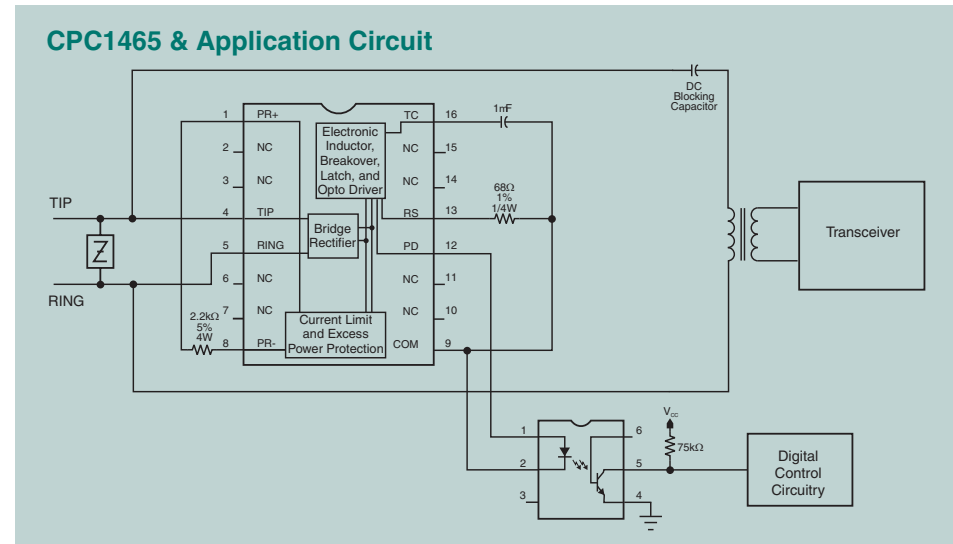 CPC1465 & Application Circuit
DC
Blocking
Capacitor
1 PR+
TC 16
1mF
Electronic
Inductor,
Breakover,
Latch, and
Opto Driver
2 NC
NC 15
3 NC
NC 14
68Ω
1%
1/4W
TIP
4 TIP
RS 13
Bridge
Rectifier
Transceiver
Z
5 RING
PD 12
6 NC
NC 11
RING
7 NC
NC 10
2.2kΩ
5%
4W
8 PR-
Current Limit
and Excess
Power Protection
COM 9
Vcc
1
6
75kΩ
2
5
3
4
Digital
Control
Circuitry